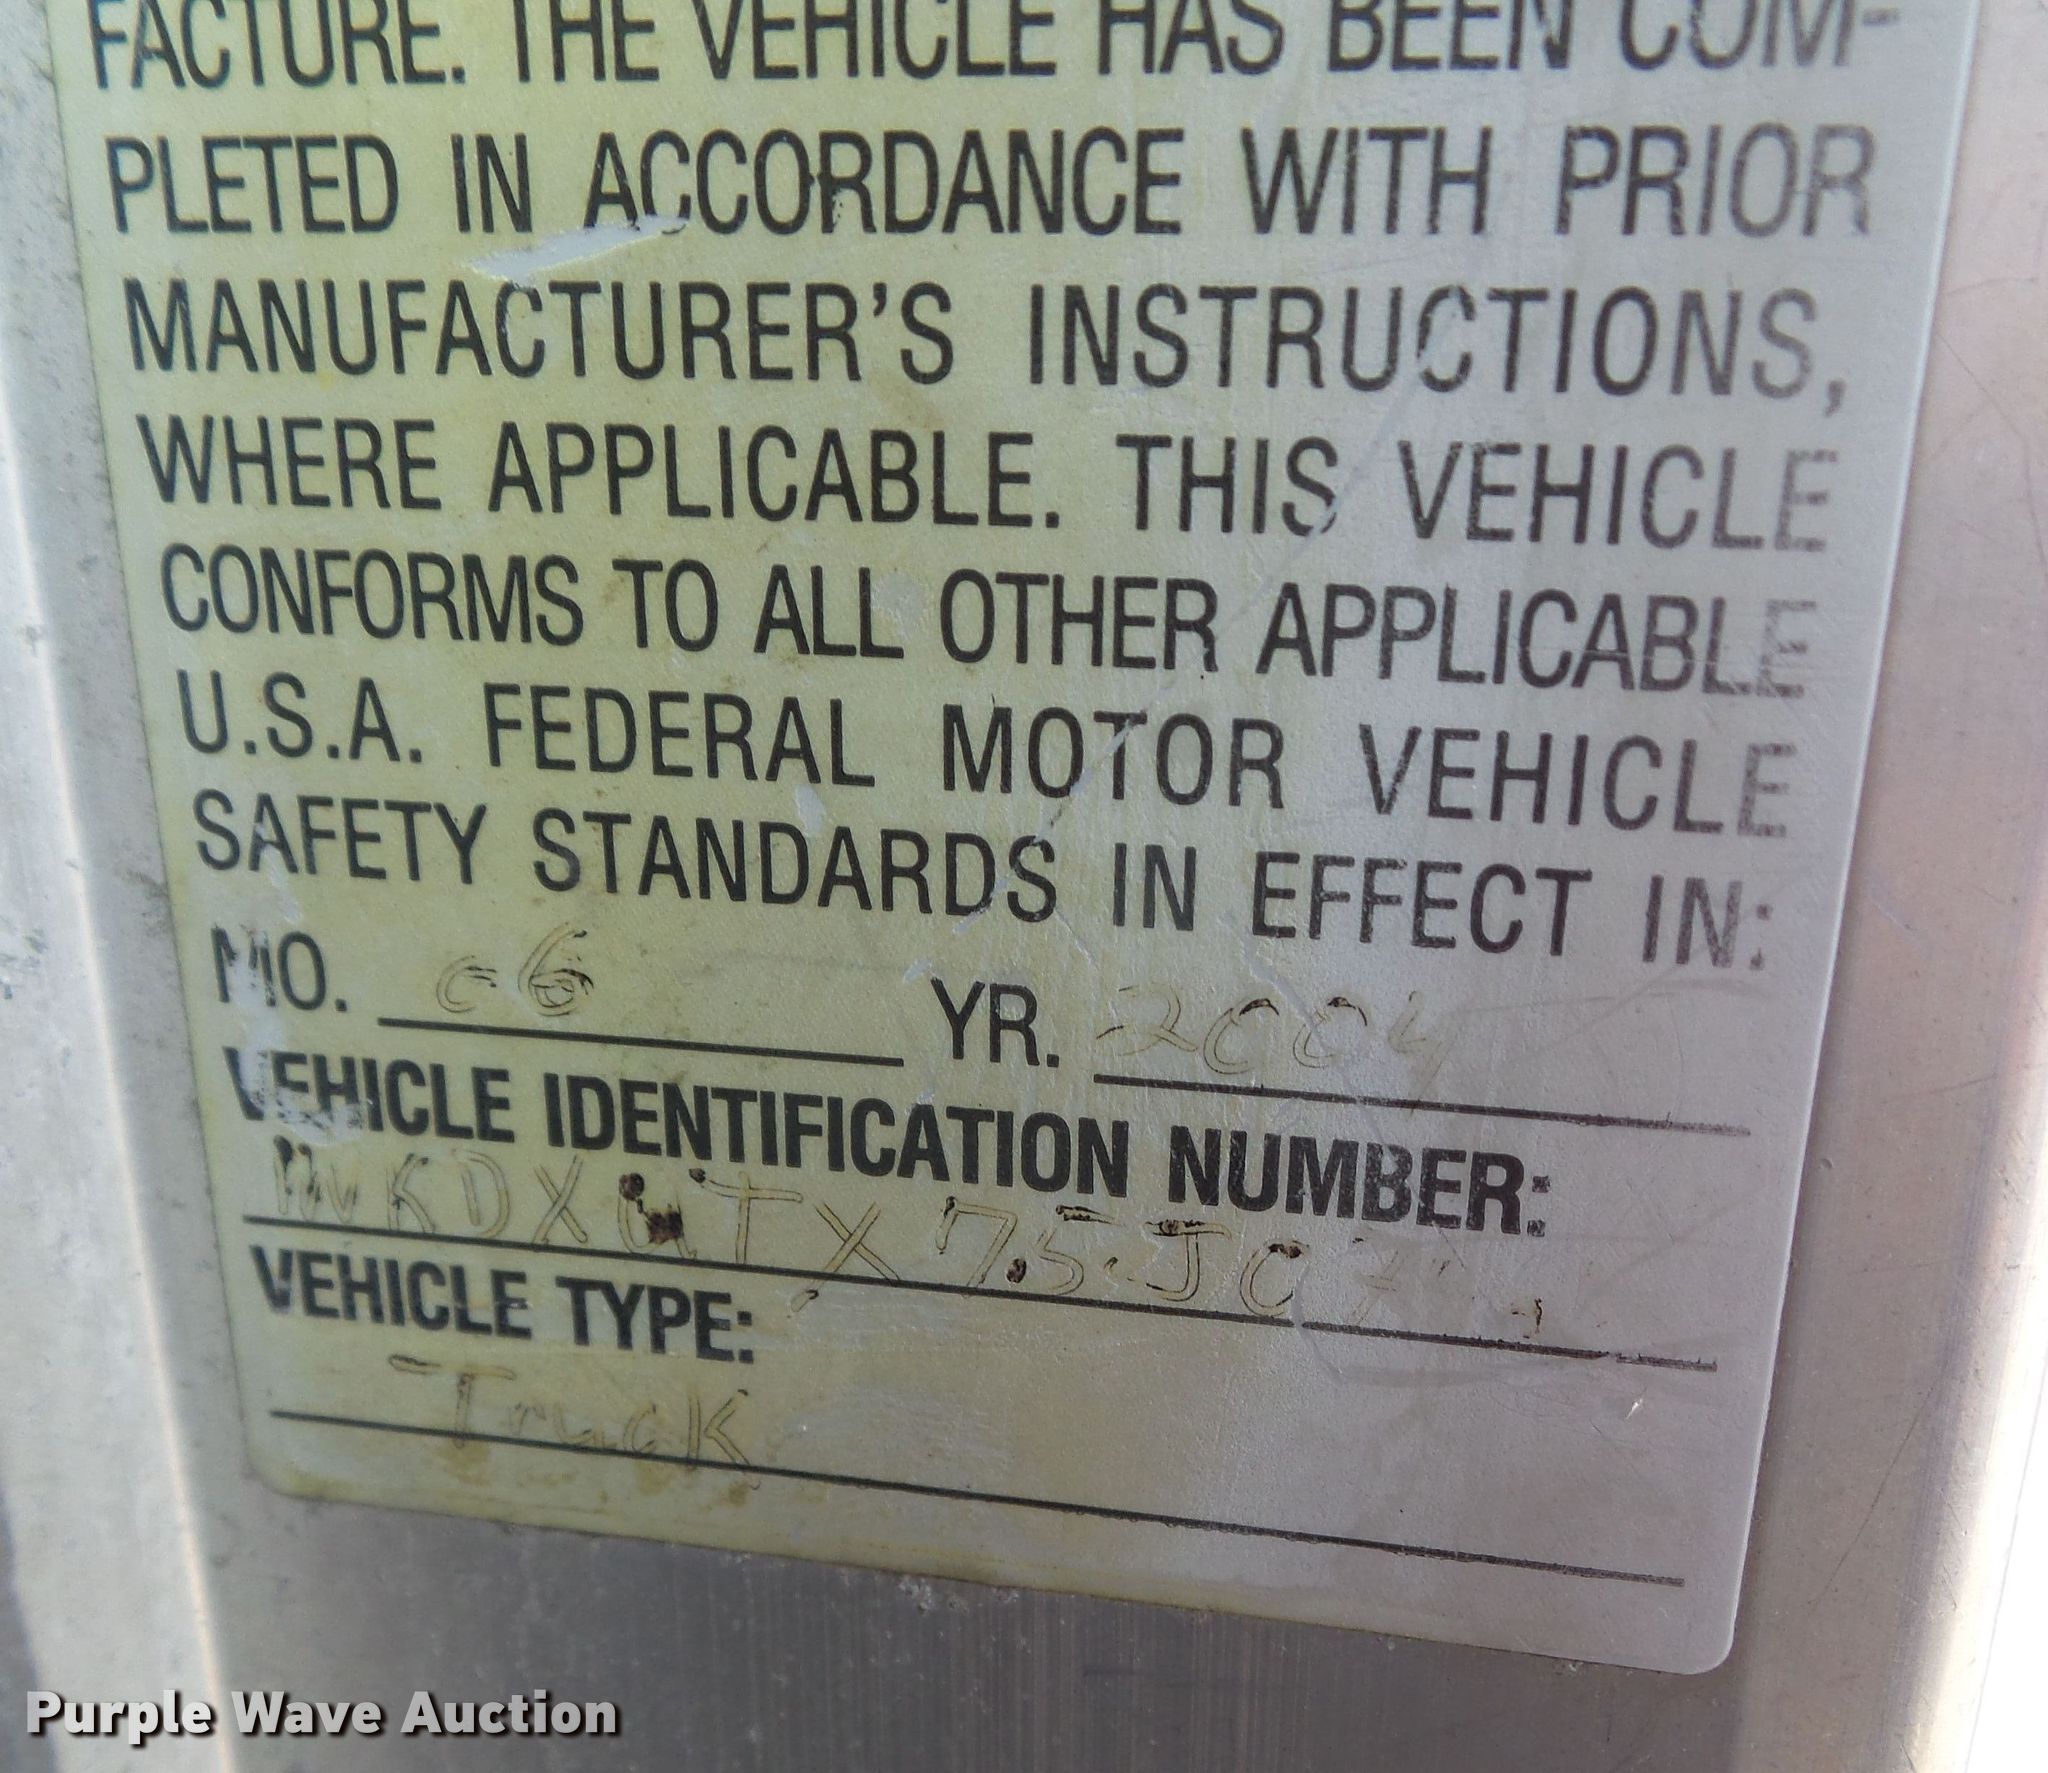 FACTURE. THE VEHICLE HAS BEEN COM-
PLETED IN ACCORDANCE WITH PRIOR
MANUFACTURER'S INSTRUCTIONS,
WHERE APPLICABLE. THIS VEHICLE
CONFORMS TO ALL OTHER APPLICABLE
U.S.A. FEDERAL MOTOR VEHICLE
SAFETY STANDARDS IN EFFECT IN:
MO. 06 YR. 2004
VEHICLE IDENTIFICATION NUMBER:
VEHICLE TYPE:
Truck
Purple Wave Auction